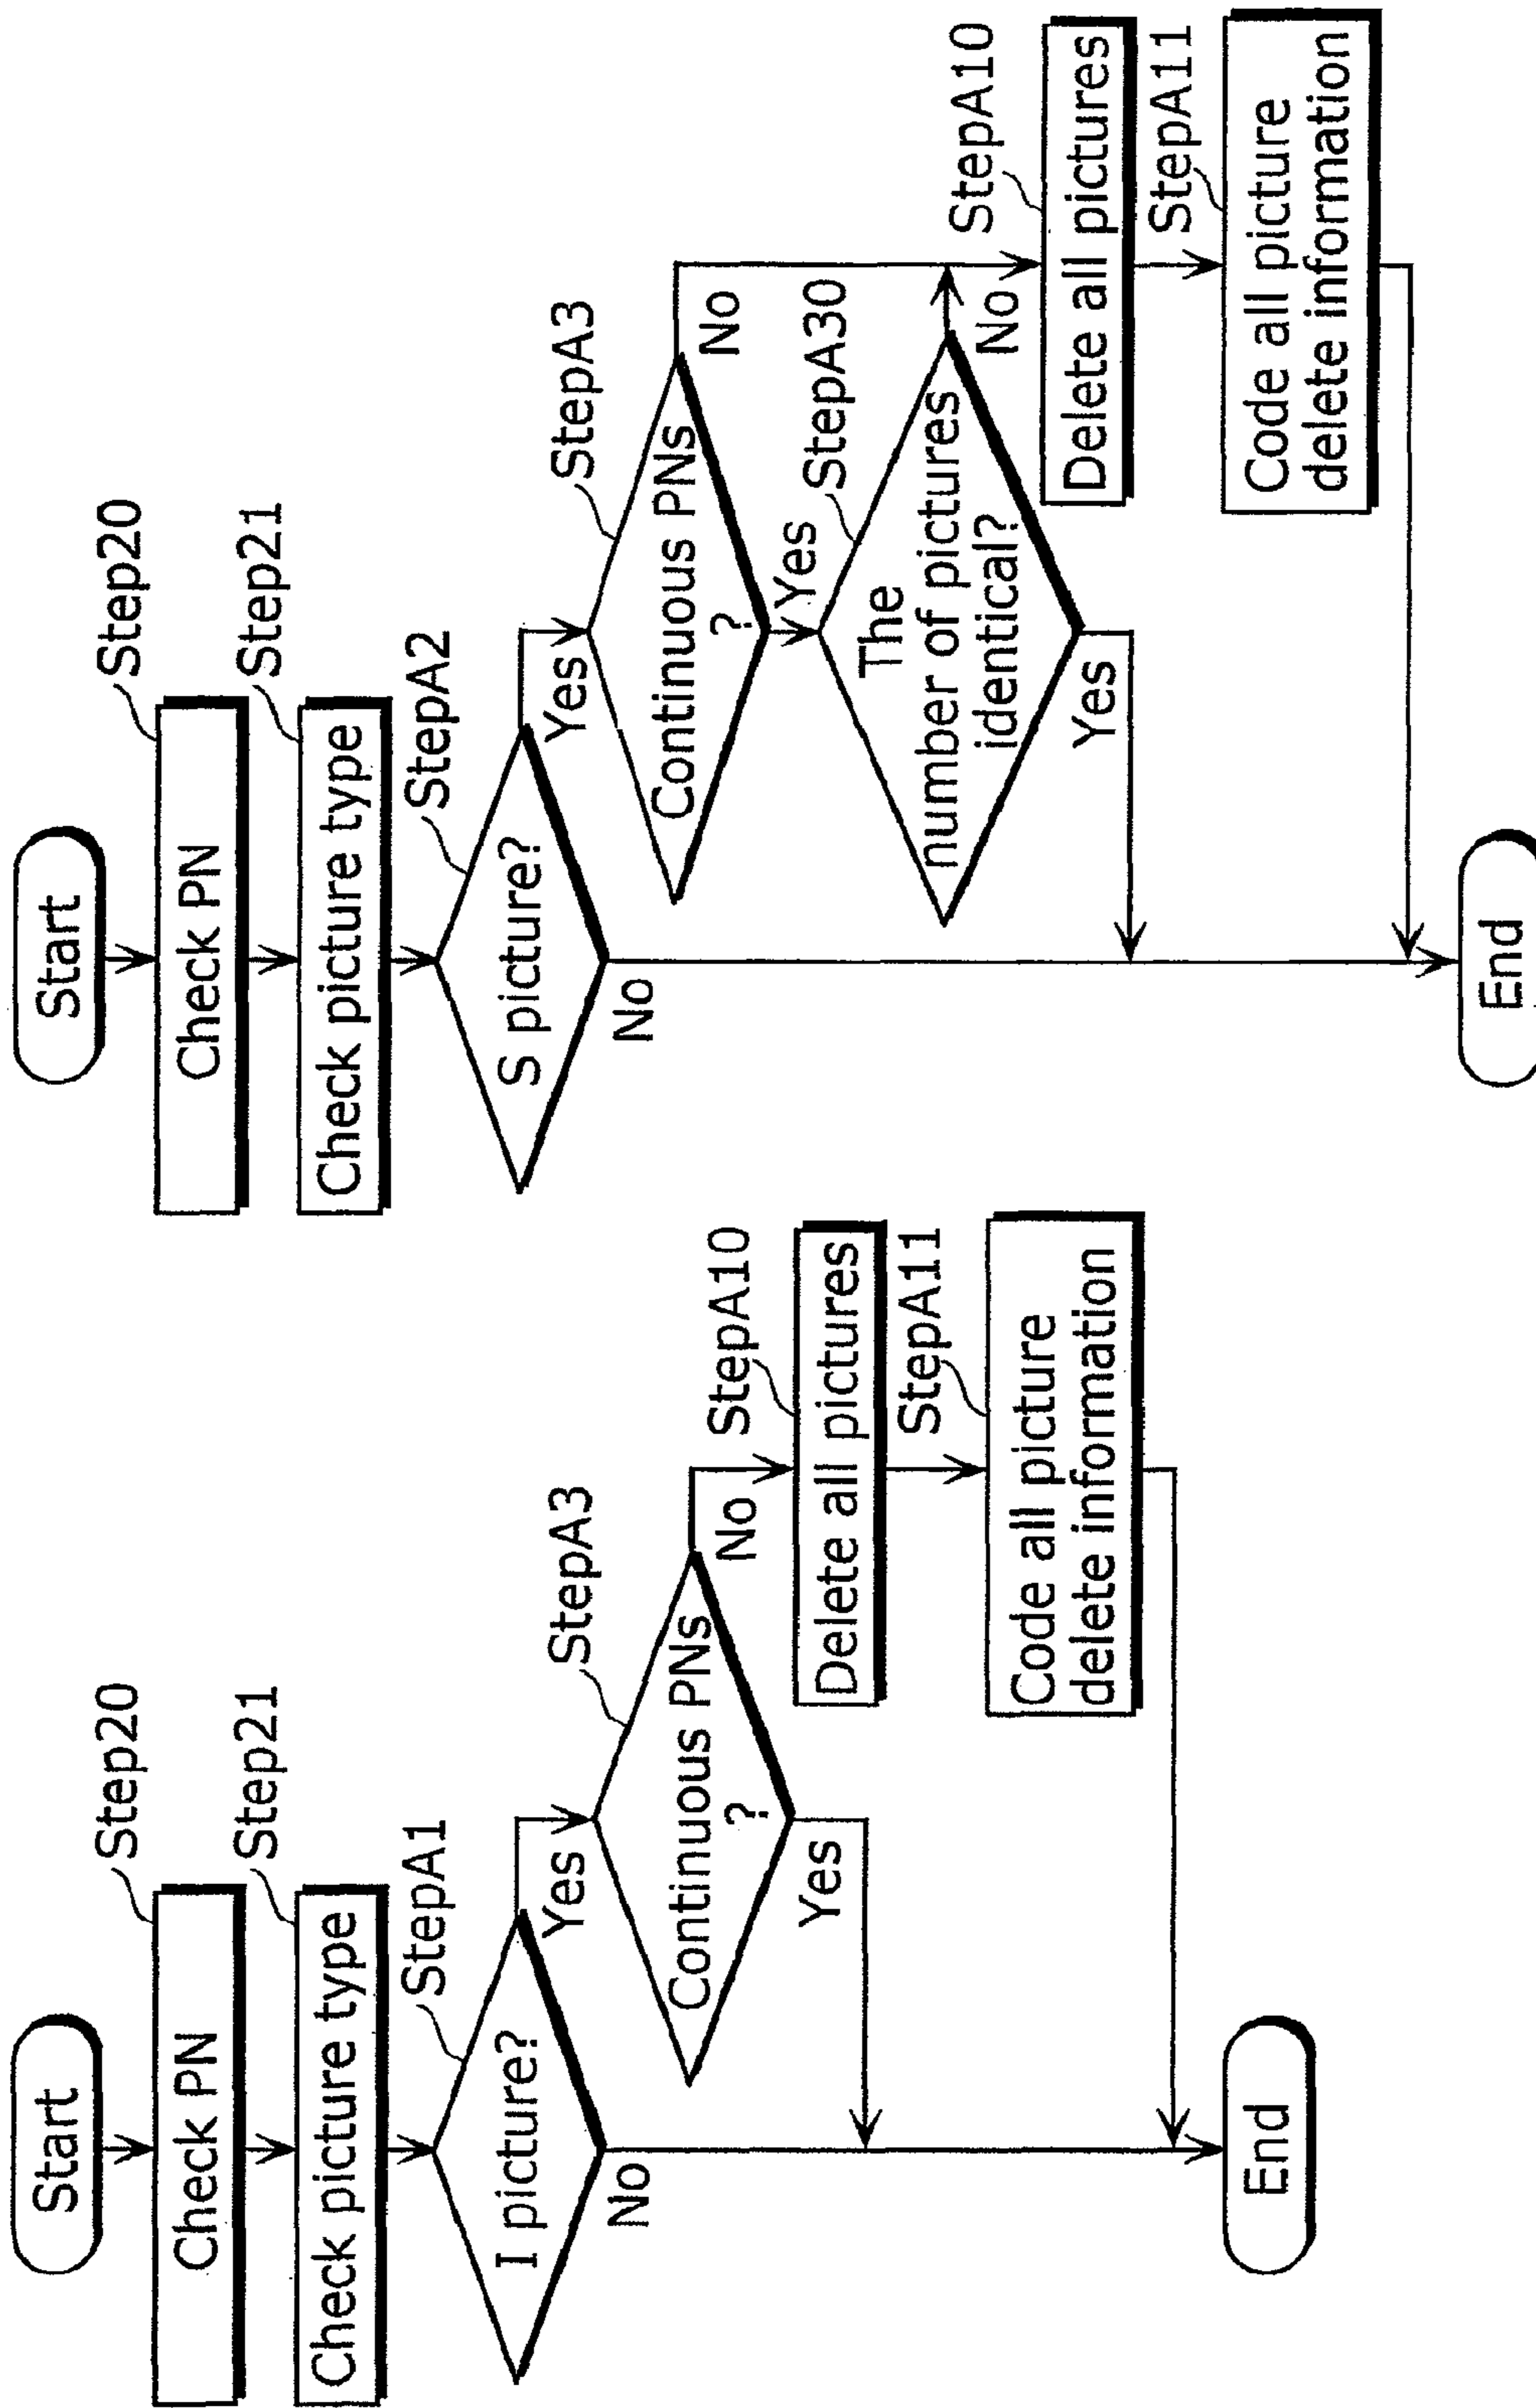 Start
Step20
Check PN
Step21
Check picture type
StepA1
I picture?
Yes
No
StepA3
Continuous PNs
?
No
Yes
StepA10
Delete all pictures
StepA11
Code all picture
delete information
End
Start
Step20
Check PN
Step21
Check picture type
StepA2
S picture?
Yes
No
StepA3
Continuous PNs
?
No
Yes
StepA30
The
number of pictures
identical?
No
Yes
StepA10
Delete all pictures
StepA11
Code all picture
delete information
End